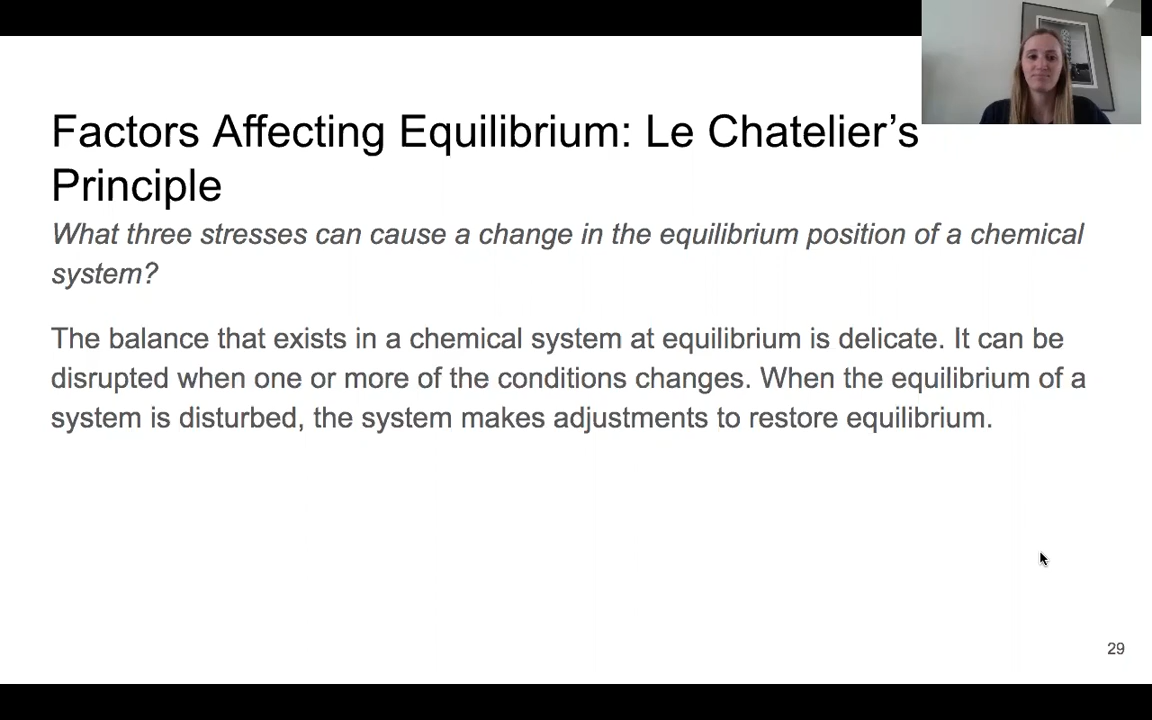 Factors Affecting Equilibrium: Le Chatelier’s
Principle
What three stresses can cause a change in the equilibrium position of a chemical
system?
The balance that exists in a chemical system at equilibrium is delicate. It can be
disrupted when one or more of the conditions changes. When the equilibrium of a
system is disturbed, the system makes adjustments to restore equilibrium.
29